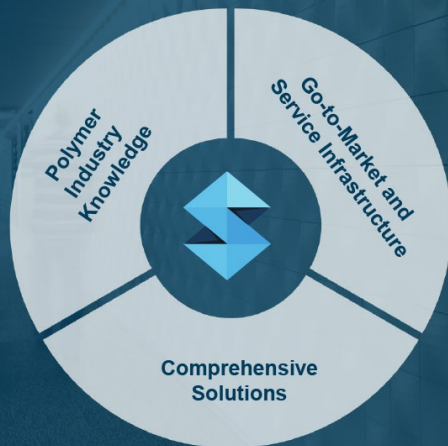 Polymer
Industry
Knowledge
Go-to-Market and
Service Infrastructure
Comprehensive
Solutions